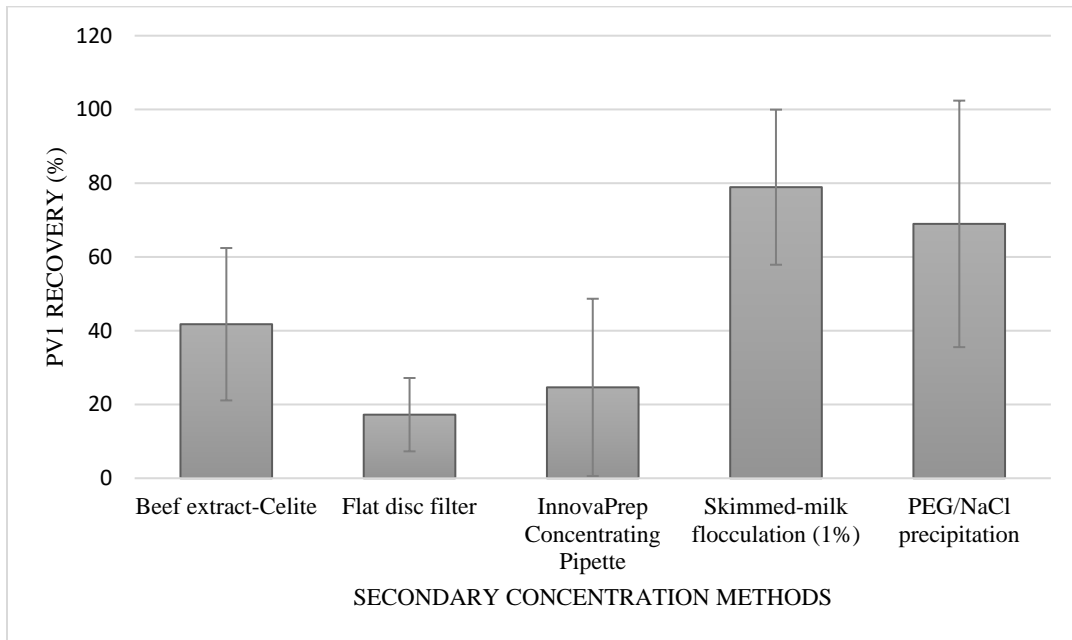 120
100
80
60
40
20
0
PV1 RECOVERY (%)
Beef extract-Celite
Flat disc filter
InnovaPrep
Concentrating
Pipette
Skimmed-milk
flocculation (1%)
PEG/NaCl
precipitation
SECONDARY CONCENTRATION METHODS